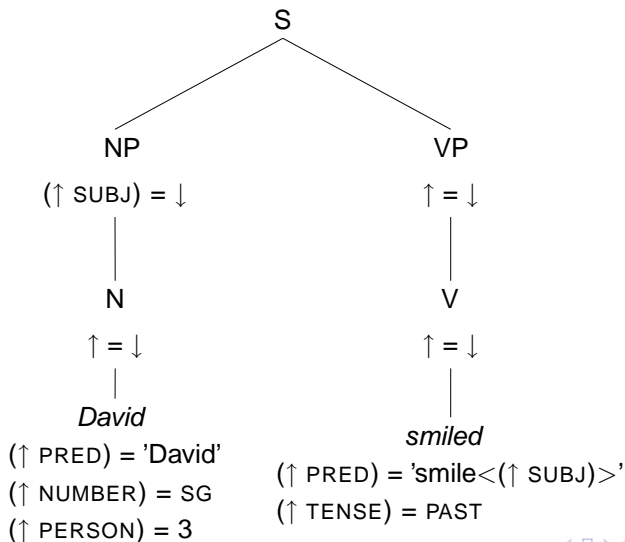 S
NP VP
(↑ SUBJ) = ↓ ↑ = ↓
N V
↑ = ↓ ↑ = ↓
David smiled
(↑ PRED) = 'David' (↑ PRED) = 'smile<(↑ SUBJ)>'
(↑ NUMBER) = SG (↑ TENSE) = PAST
(↑ PERSON) = 3